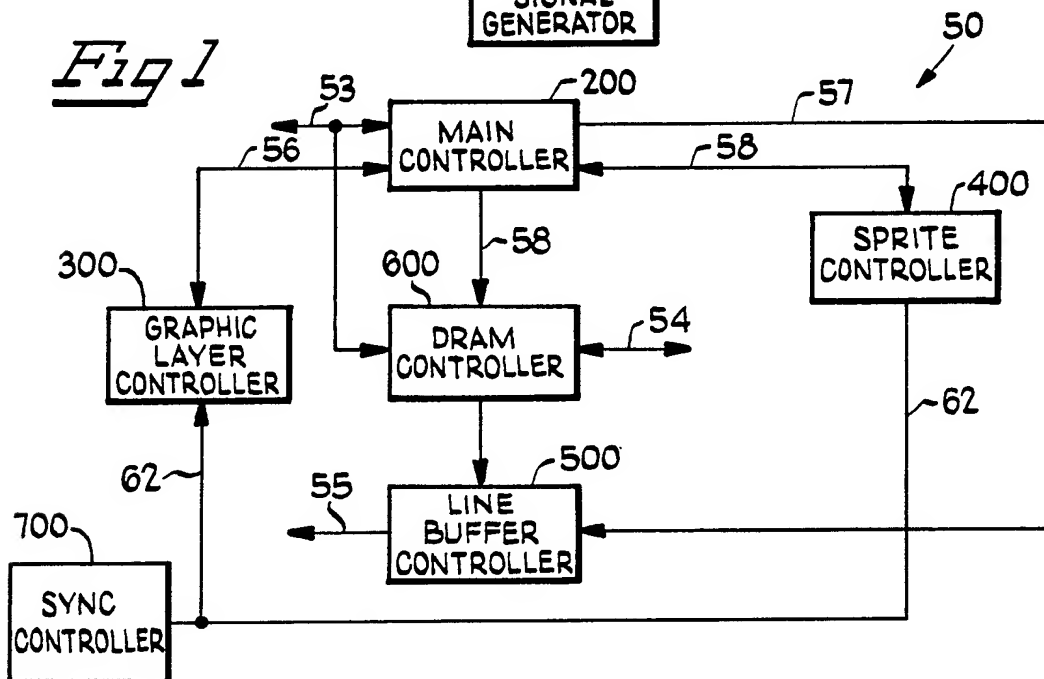 SIGNAL
GENERATOR
Fig 1
50
53
200
57
MAIN
CONTROLLER
56
58
400
58
SPRITE
CONTROLLER
300
600
GRAPHIC
LAYER
CONTROLLER
DRAM
CONTROLLER
54
62
62
55
500
LINE
BUFFER
CONTROLLER
700
SYNC
CONTROLLER